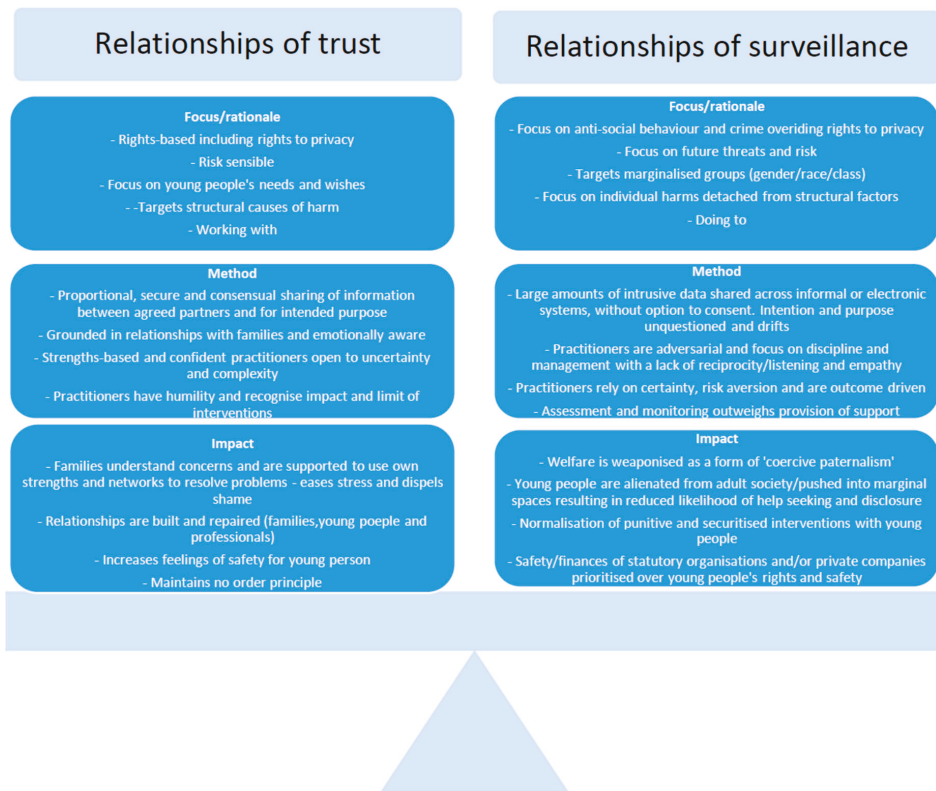 Relationships of trust
Focus/rationale
- Rights-based including rights to privacy
- Risk sensible
- Focus on young people's needs and wishes
- -Targets structural causes of harm
- Working with
Method
- Proportional, secure and consensual sharing of information
between agreed partners and for intended purpose
- Grounded in relationships with families and emotionally aware
- Strengths-based and confident practitioners open to uncertainty
and complexity
- Practitioners have humility and recognise impact and limit of
interventions
Impact
- Families understand concerns and are supported to use own
strengths and networks to resolve problems - eases stress and dispels
shame
- Relationships are built and repaired (families,young poeple and
professionals)
- Increases feelings of safety for young person
- Maintains no order principle
Relationships of surveillance
Focus/rationale
- Focus on anti-social behaviour and crime overiding rights to privacy
- Focus on future threats and risk
- Targets marginalised groups (gender/race/class)
- Focus on individual harms detached from structural factors
- Doing to
Method
- Large amounts of intrusive data shared across informal or electronic
systems, without option to consent. Intention and purpose
unquestioned and drifts
- Practitioners are adversarial and focus on discipline and
management with a lack of reciprocity/listening and empathy
- Practitioners rely on certainty, risk aversion and are outcome driven
- Assessment and monitoring outweighs provision of support
Impact
- Welfare is weaponised as a form of 'coercive paternalism'
- Young people are alienated from adult society/pushed into marginal
spaces resulting in reduced likelihood of help seeking and disclosure
- Normalisation of punitive and securitised interventions with young
people
- Safety/finances of statutory organisations and/or private companies
prioritised over young people's rights and safety